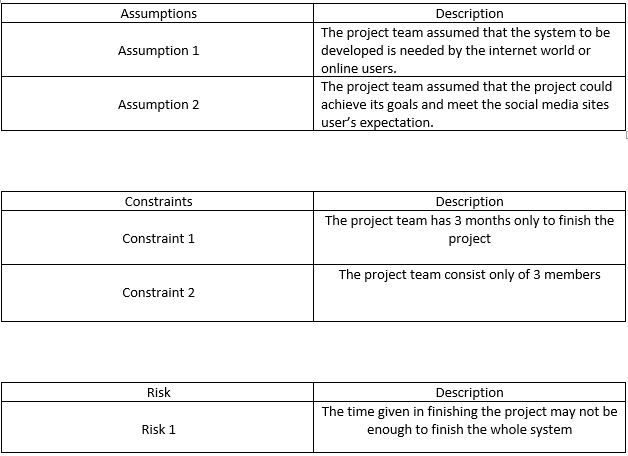 Assumptions Description
Assumption 1
The project team assumed that the system to be
developed is needed by the internet world or
online users.
Assumption 2
The project team assumed that the project could
achieve its goals and meet the social media sites
user's expectation.
Constraints Description
Constraint 1
The project team has 3 months only to finish the
project
Constraint 2
The project team consist only of 3 members
Risk Description
Risk 1
The time given in finishing the project may not be
enough to finish the whole system